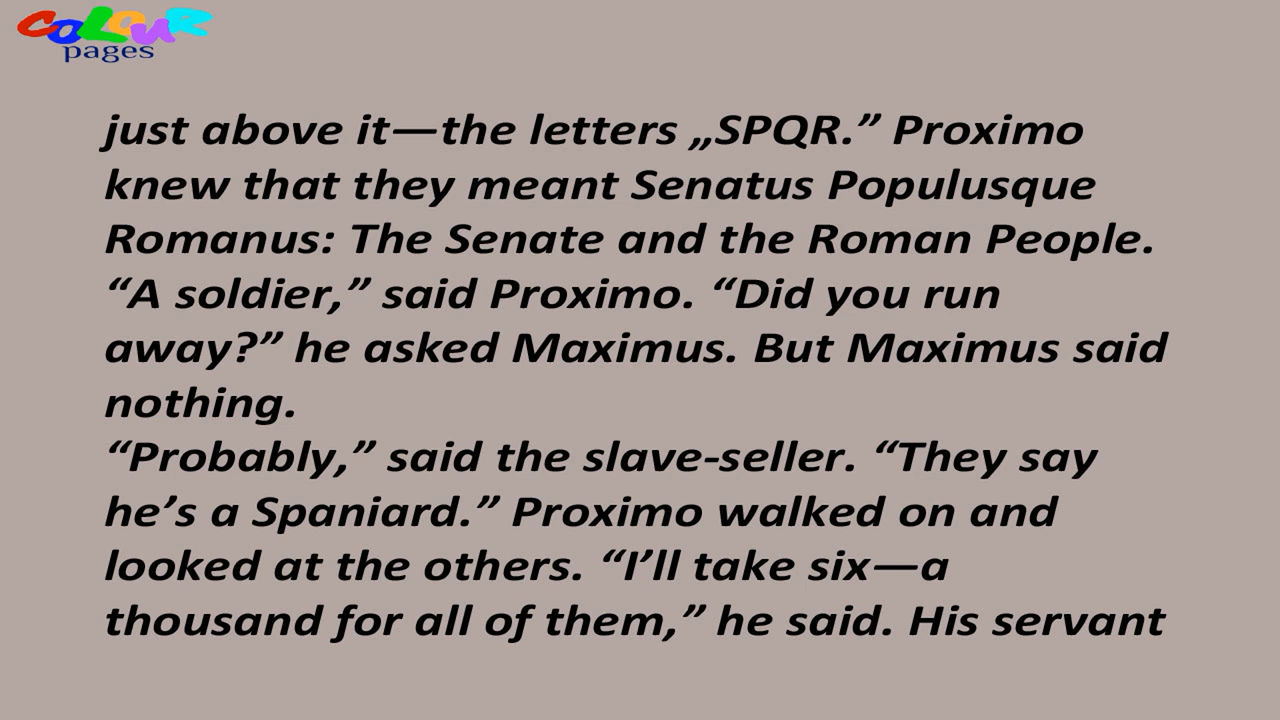 COLOUR
pages
just above it—the letters „SPQR.” Proximo
knew that they meant Senatus Populusque
Romanus: The Senate and the Roman People.
“A soldier,” said Proximo. “Did you run
away?” he asked Maximus. But Maximus said
nothing.
“Probably,” said the slave-seller. “They say
he’s a Spaniard.” Proximo walked on and
looked at the others. “I’ll take six—a
thousand for all of them,” he said. His servant